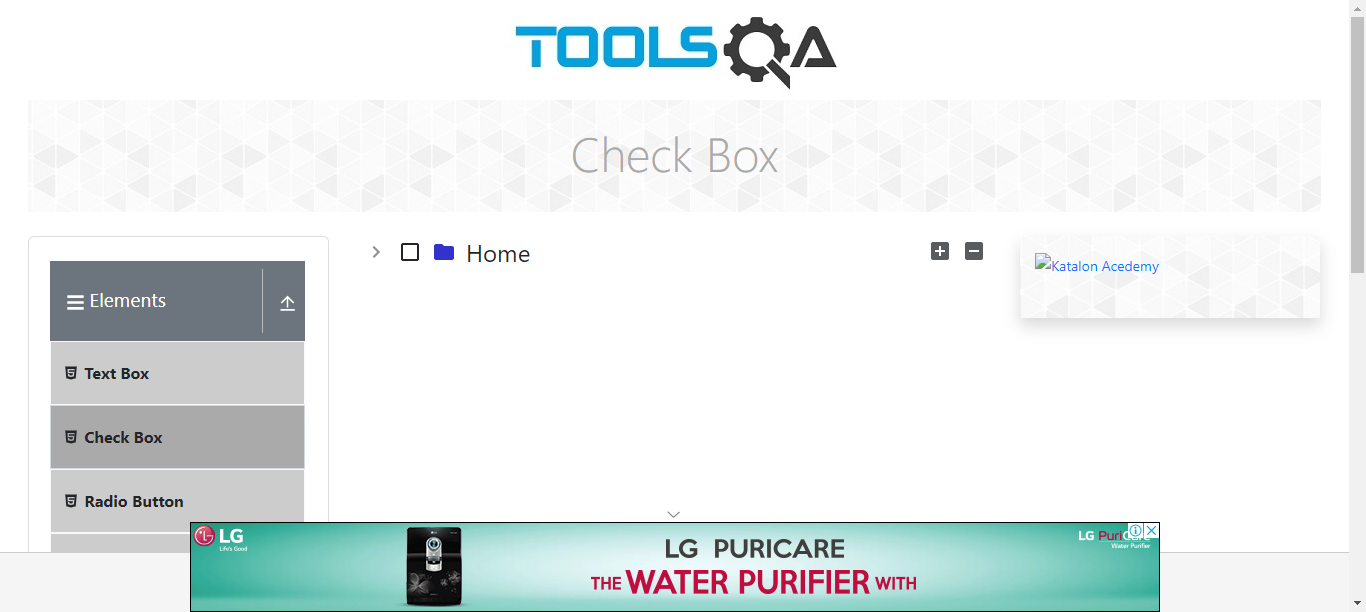 TOOLSQA
Check Box
Elements
Text Box
Check Box
Radio Button
Home
Katalon Acedemy
LG
Life's Good
LG PURICARE
THE WATER PURIFIER WITH
LG Puri
Water Purifier